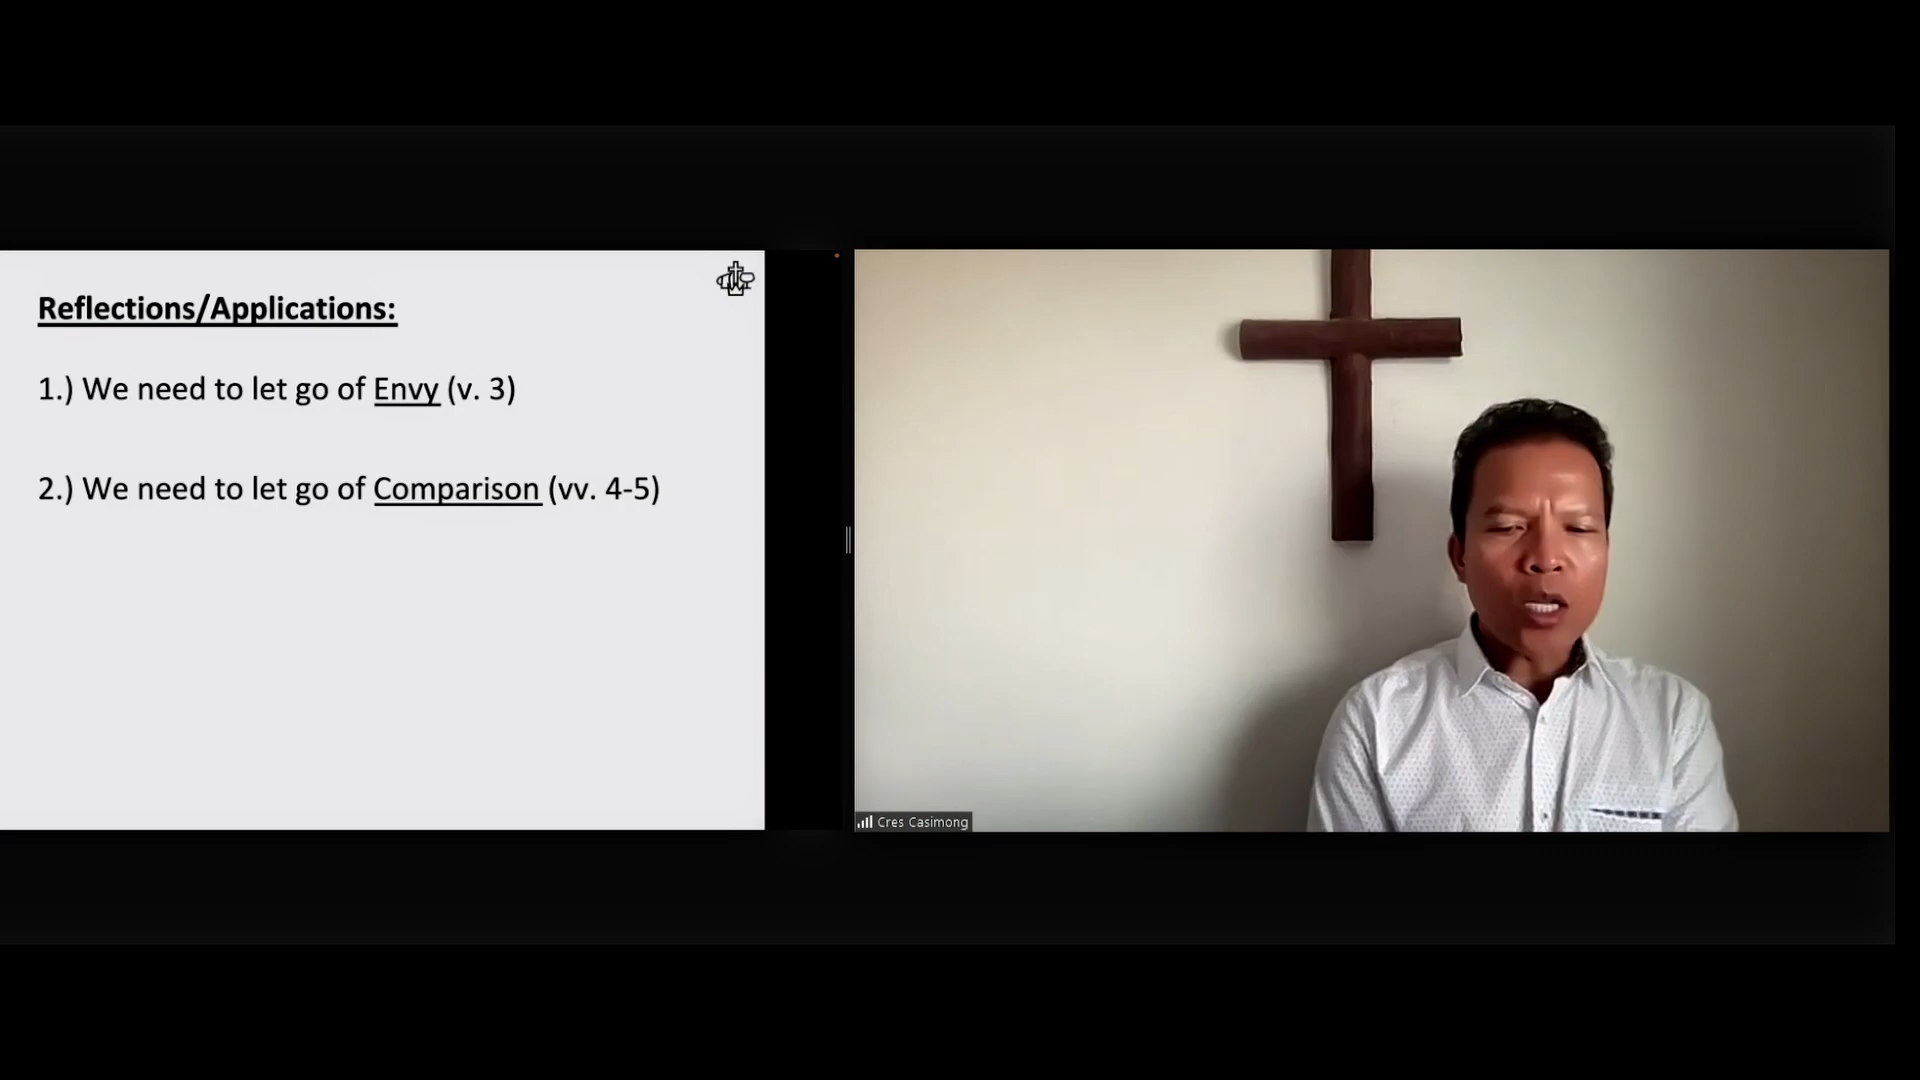 Reflections/Applications:
1.) We need to let go of Envy (v. 3)
2.) We need to let go of Comparison (vv. 4-5)
Cres Casimong